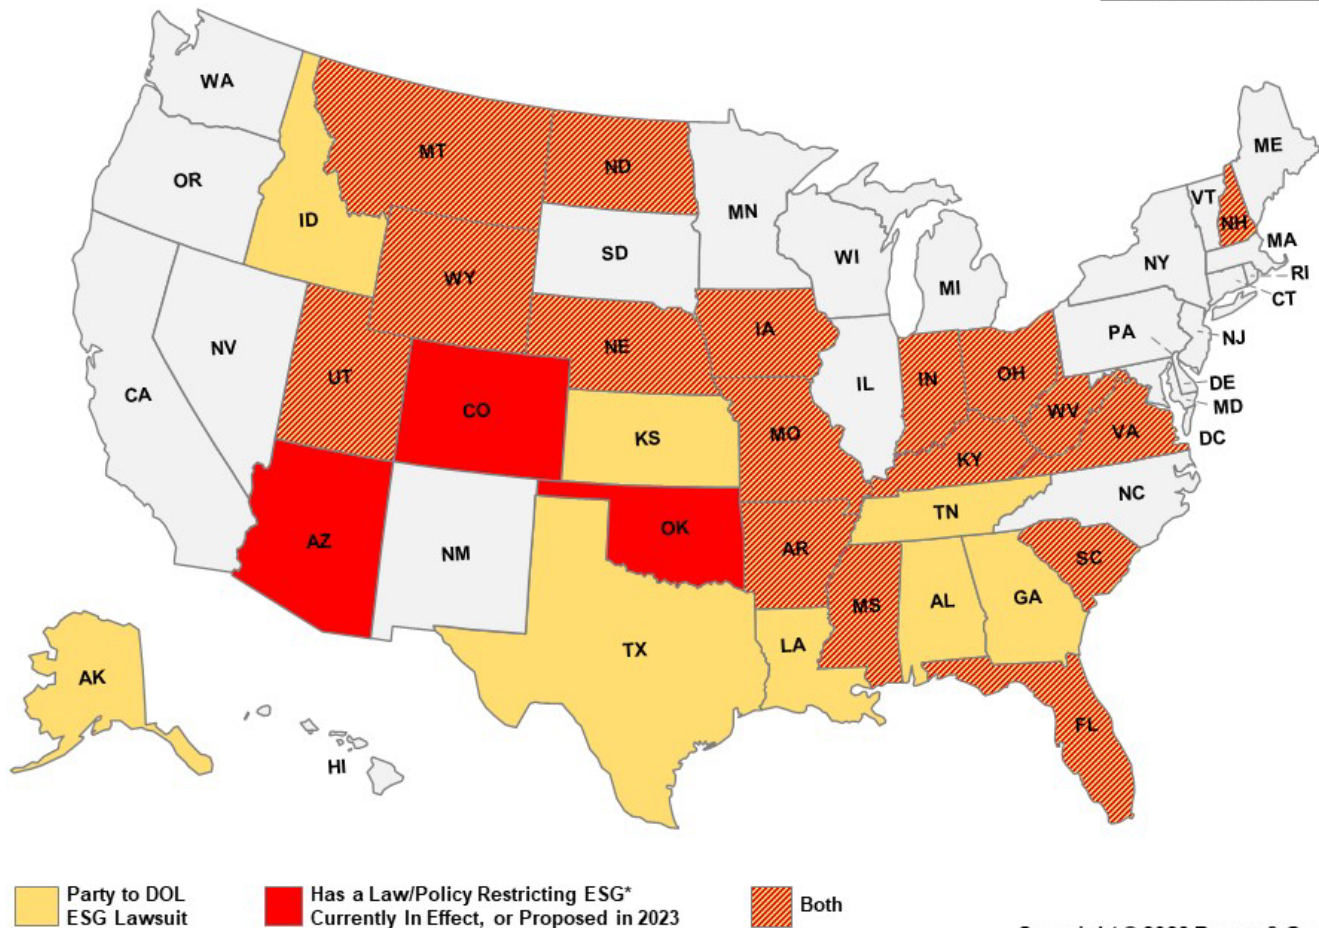 WA
OR
CA
NV
ID
MT
ND
SD
WY
UT
CO
AZ
NM
NE
KS
OK
TX
MN
IA
MO
AR
LA
WI
IL
MI
IN
OH
KY
TN
MS
AL
GA
FL
SC
NC
VA
WV
PA
NY
VT
NH
ME
MA
RI
CT
NJ
DE
MD
DC
AK
HI
Party to DOL
ESG Lawsuit
Has a Law/Policy Restricting ESG*
Currently In Effect, or Proposed in 2023
Both